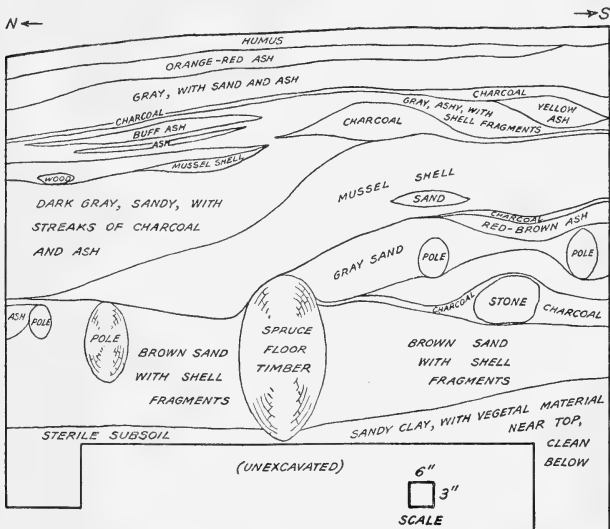 N ←
→ S
HUMUS
ORANGE-RED ASH
GRAY, WITH SAND AND ASH
CHARCOAL
CHARCOAL
GRAY, ASHY, WITH
SHELL FRAGMENTS
YELLOW
ASH
BUFF ASH
ASH
CHARCOAL
MUSSEL SHELL
WOOD
MUSSEL SHELL
SAND
DARK GRAY, SANDY, WITH
STREAKS OF CHARCOAL
AND ASH
CHARCOAL
RED-BROWN ASH
GRAY SAND
POLE
POLE
ASH
POLE
POLE
SPRUCE
FLOOR
TIMBER
CHARCOAL
STONE
CHARCOAL
BROWN SAND
WITH SHELL
FRAGMENTS
BROWN SAND
WITH SHELL
FRAGMENTS
STERILE SUBSOIL
SANDY CLAY, WITH VEGETAL MATERIAL
NEAR TOP,
CLEAN
BELOW
(UNEXCAVATED)
6"
3"
SCALE